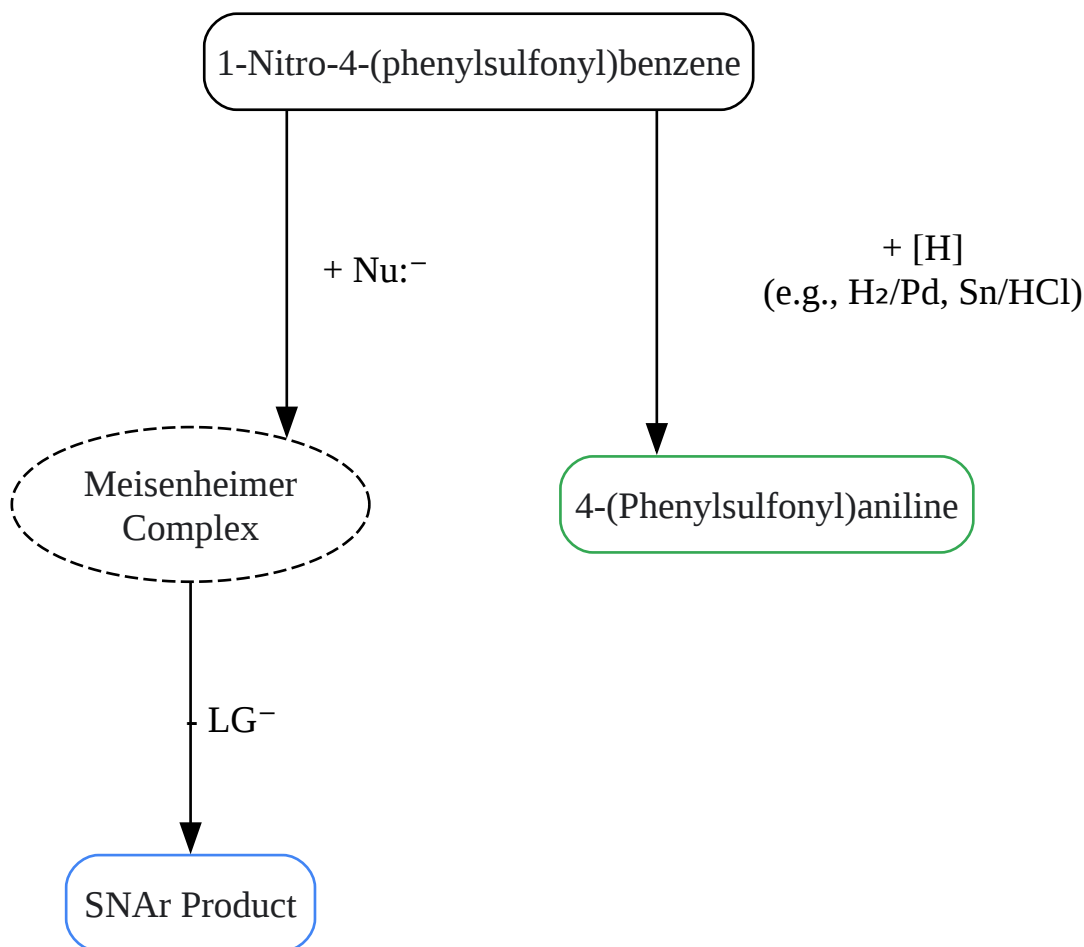 1-Nitro-4-(phenylsulfonyl)benzene
+ Nu:⁻
+ [H]
(e.g., H₂/Pd, Sn/HCl)
Meisenheimer
Complex
4-(Phenylsulfonyl)aniline
- LG⁻
SNAr Product